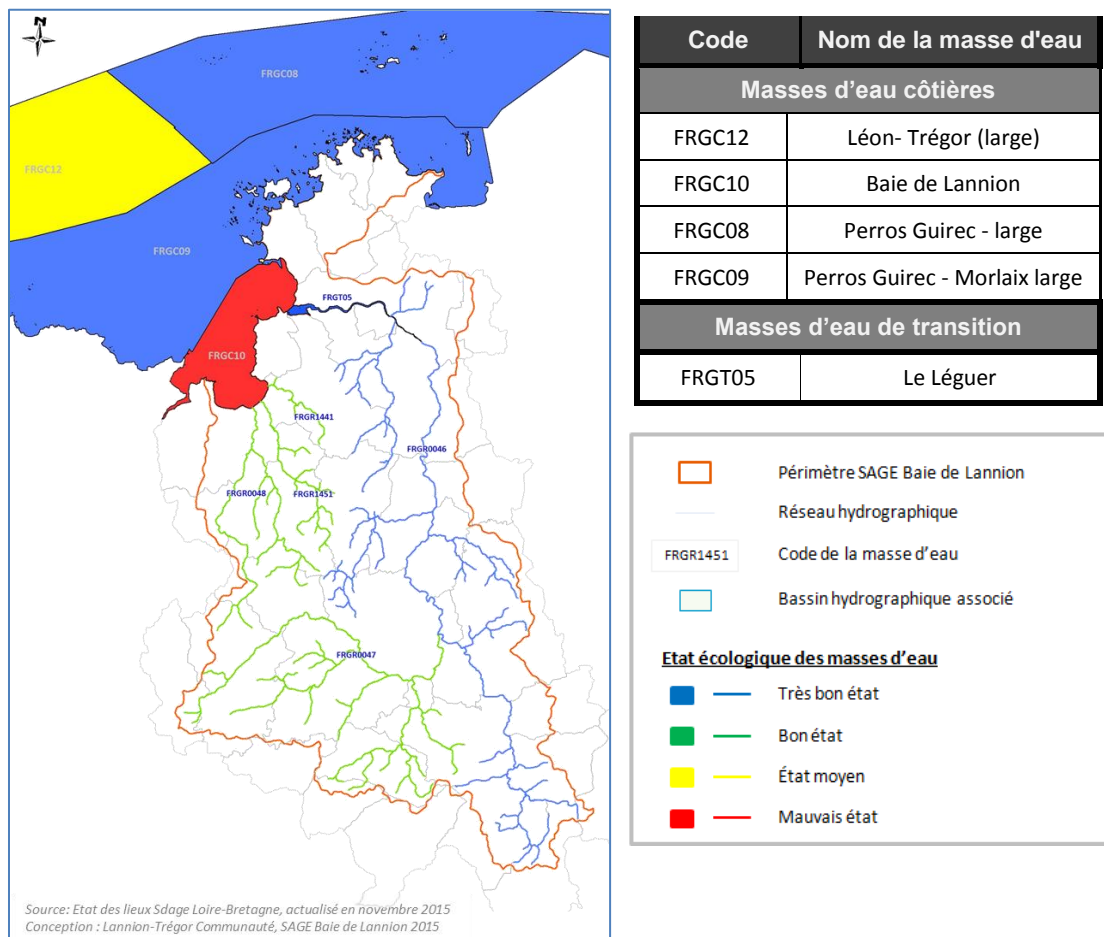 N
FRGC08
FRGC12
FRGC09
FRGT05
FRGC10
FRGR1441
FRGR0046
FRGR0048
FRGR1451
FRGR0047
Source: Etat des lieux Sdage Loire-Bretagne, actualisé en novembre 2015
Conception : Lannion-Trégor Communauté, SAGE Baie de Lannion 2015
Code Nom de la masse d'eau
Masses d'eau côtières
FRGC12 Léon- Trégor (large)
FRGC10 Baie de Lannion
FRGC08 Perros Guirec - large
FRGC09 Perros Guirec - Morlaix large
Masses d'eau de transition
FRGT05 Le Léguer
Périmètre SAGE Baie de Lannion
Réseau hydrographique
FRGR1451 Code de la masse d'eau
Bassin hydrographique associé
Etat écologique des masses d'eau
Très bon état
Bon état
État moyen
Mauvais état